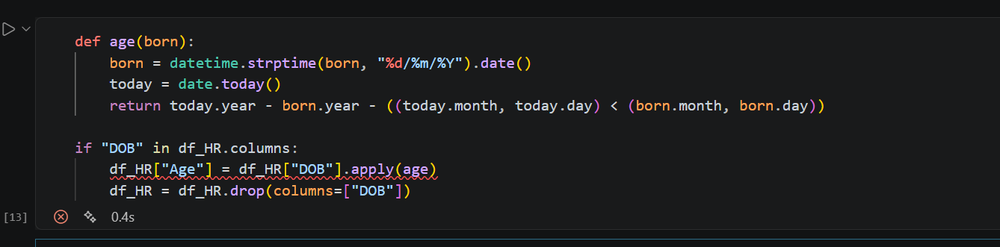 def age(born):
    born = datetime.strptime(born, "%d/%m/%Y").date()
    today = date.today()
    return today.year - born.year - ((today.month, today.day) < (born.month, born.day))

if "DOB" in df_HR.columns:
    df_HR["Age"] = df_HR["DOB"].apply(age)
    df_HR = df_HR.drop(columns=["DOB"])
[13] 0.4s